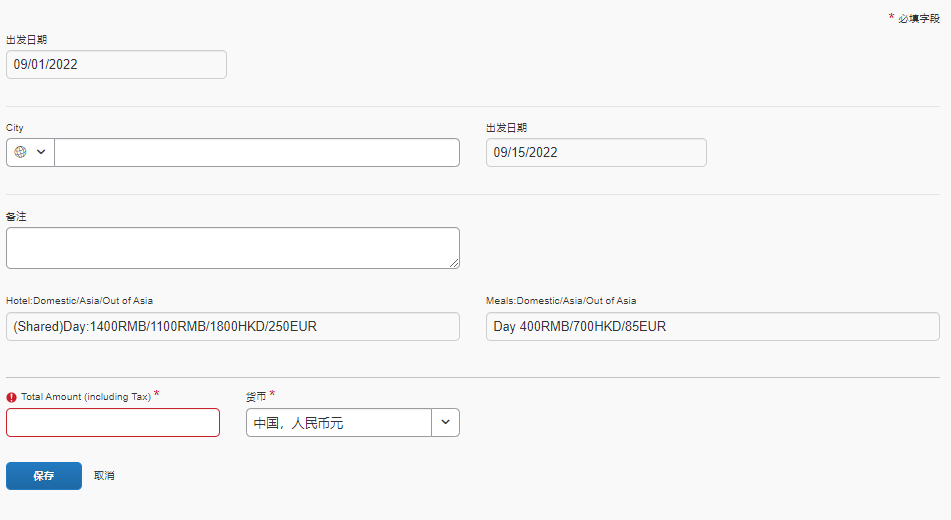 * 必填字段
出发日期
09/01/2022
City
出发日期
09/15/2022
备注
Hotel:Domestic/Asia/Out of Asia
Meals:Domestic/Asia/Out of Asia
(Shared)Day:1400RMB/1100RMB/1800HKD/250EUR
Day 400RMB/700HKD/85EUR
Total Amount (including Tax) *
货币 *
中国，人民币元
保存
取消